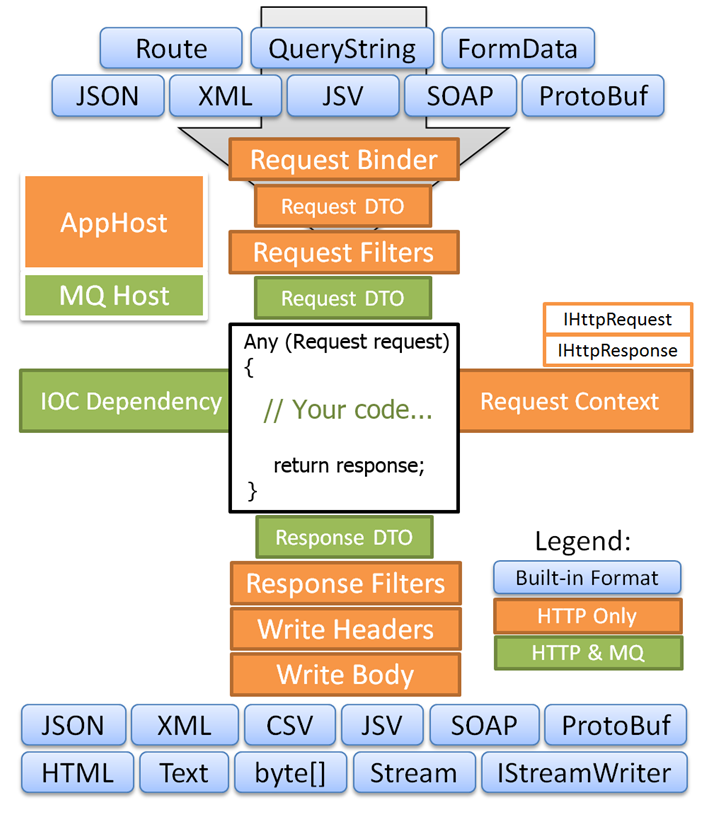 Route QueryString FormData
JSON XML JSV SOAP ProtoBuf
Request Binder
Request DTO
Request Filters
Request DTO
AppHost
MQ Host
IHttpRequest
IHttpResponse
IOC Dependency
Any (Request request)
{
// Your code...
return response;
}
Request Context
Response DTO
Response Filters
Write Headers
Write Body
Legend:
Built-in Format
HTTP Only
HTTP & MQ
JSON XML CSV JSV SOAP ProtoBuf
HTML Text byte[] Stream IStreamWriter